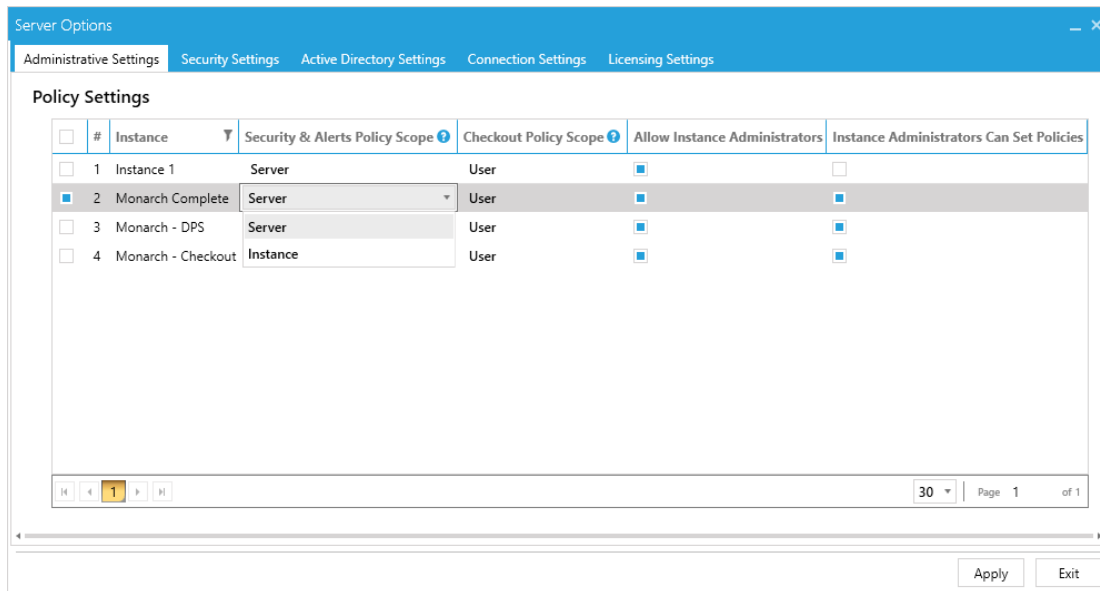 Server Options
Administrative Settings Security Settings Active Directory Settings Connection Settings Licensing Settings
Policy Settings
# Instance Security & Alerts Policy Scope ? Checkout Policy Scope ? Allow Instance Administrators Instance Administrators Can Set Policies
1 Instance 1 Server User
2 Monarch Complete Server User
3 Monarch - DPS Server User
4 Monarch - Checkout Instance User
1 30 Page 1 of 1
Apply Exit